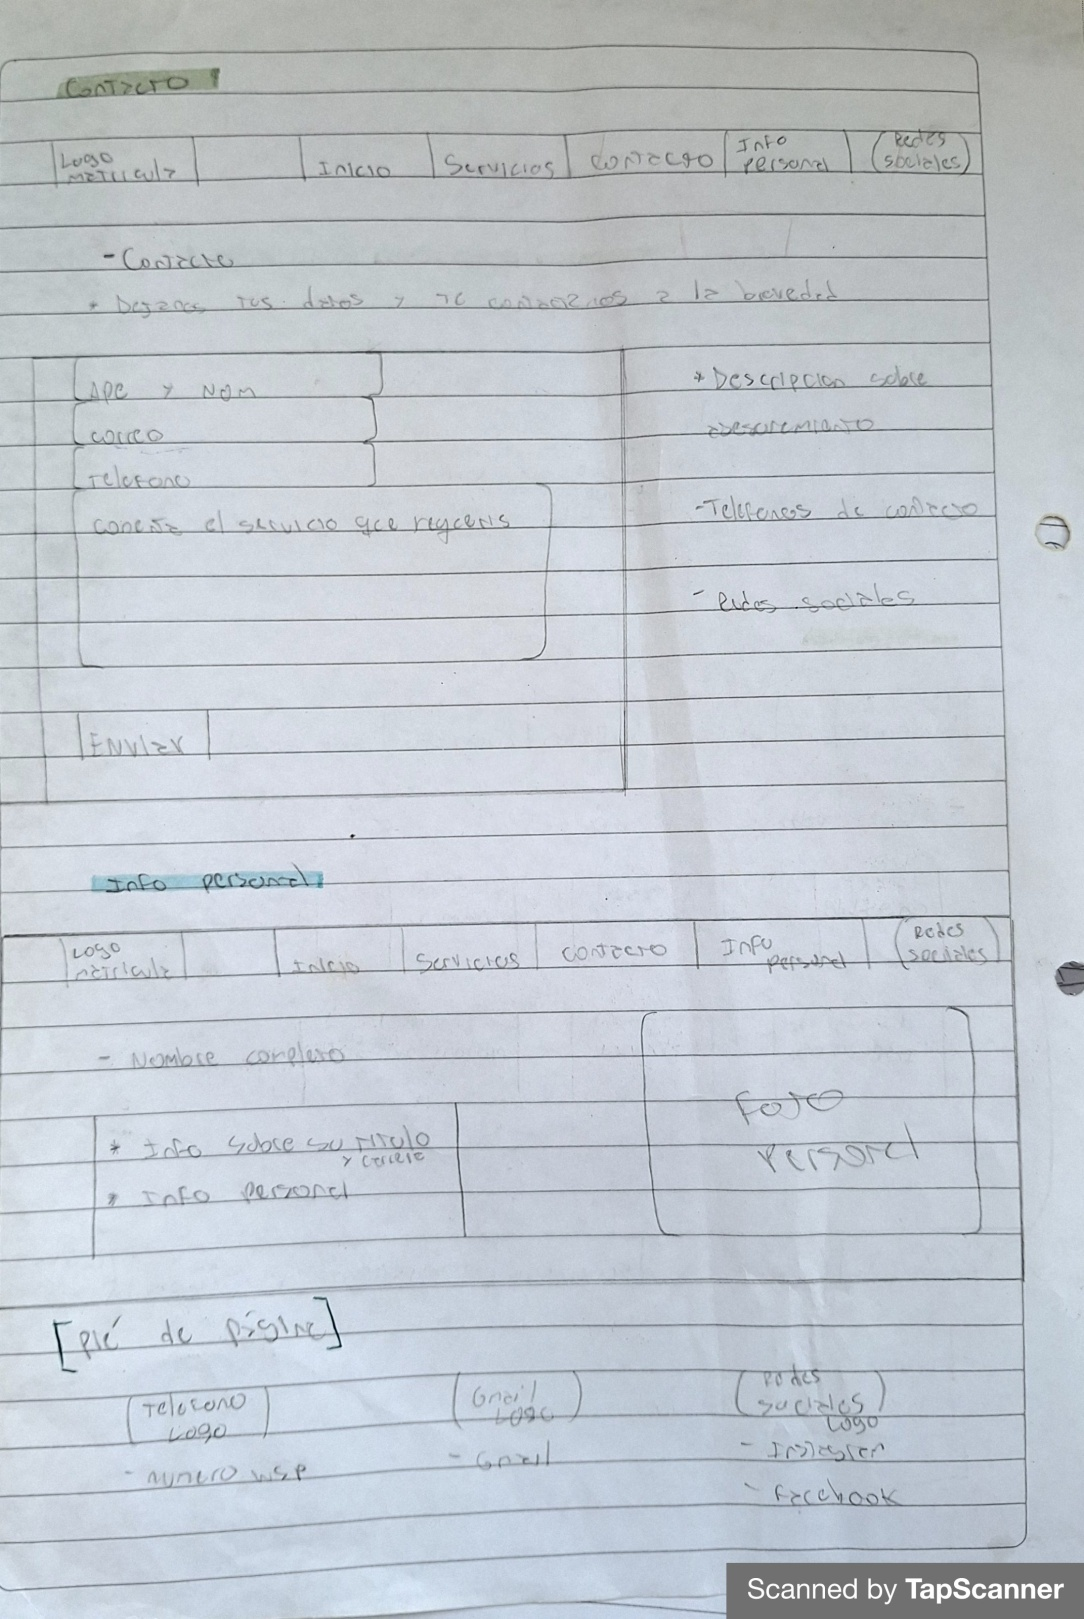 Contacto
Logo Matricula | Inicio | Servicios | Contacto | Info Personal | (Redes sociales)
- Contacto
* Dejanos tus datos y te contactamos a la brevedad
Ape y Nom
Correo
Telefono
el servicio que
ENViar
* Descripcion sobre
asesoramiento
- Telefonos de contacto
- Redes sociales
Info personal
Logo matricula | Inicio | Servicios | Contacto | Info personal | (Redes sociales)
- Nombre completo
* Info sobre su titulo
y carrera
* Info personal
Foto
Personal
[Pié de página]
(Telefono Logo) (Gmail Logo) (Redes sociales Logo)
- numero wsp
- Gmail
- Instagram
- Facebook
Scanned by TapScanner